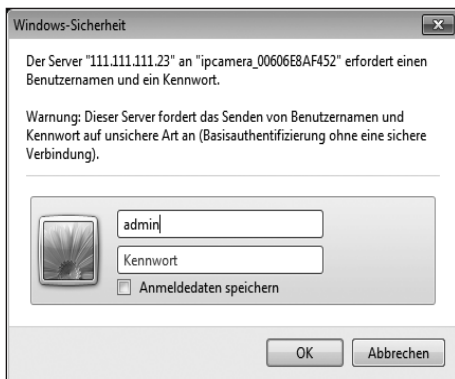 Windows-Sicherheit
Der Server "111.111.111.23" an "ipcamera_00606E8AF452" erfordert einen
Benutzernamen und ein Kennwort.
Warnung: Dieser Server fordert das Senden von Benutzernamen und
Kennwort auf unsichere Art an (Basisauthentifizierung ohne eine sichere
Verbindung).
admin
Kennwort
Anmeldedaten speichern
OK
Abbrechen